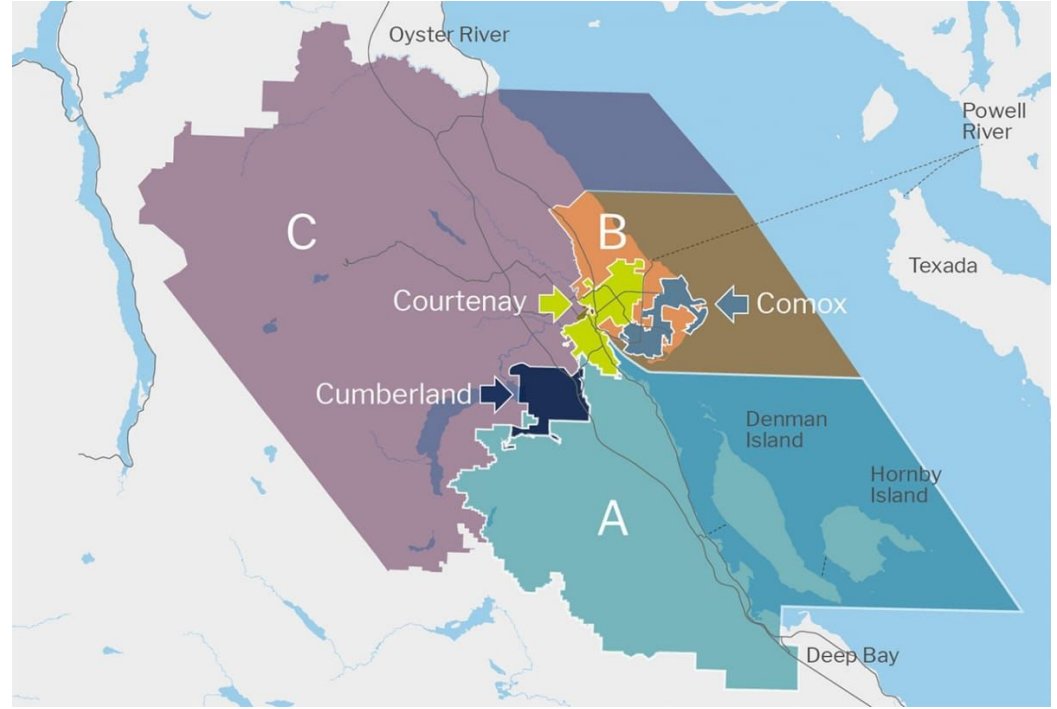 Oyster River
Powell
River
C
B
Texada
Courtenay
Comox
Cumberland
Denman
Island
Hornby
Island
A
Deep Bay